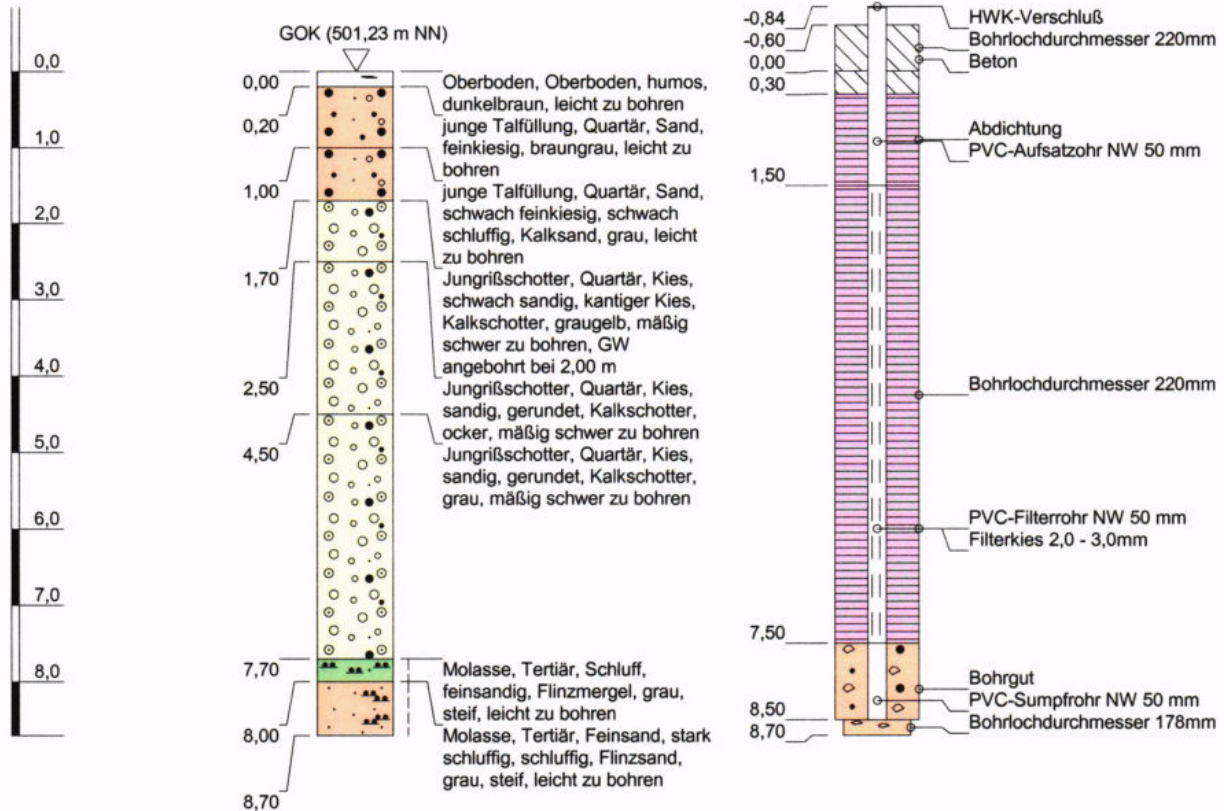 GOK (501,23 m NN)
0,0
1,0
2,0
3,0
4,0
5,0
6,0
7,0
8,0
0,00
0,20
1,00
1,70
2,50
4,50
7,70
8,00
8,70
Oberboden, Oberboden, humos,
dunkelbraun, leicht zu bohren
junge Talfüllung, Quartär, Sand,
feinkiesig, braungrau, leicht zu
bohren
junge Talfüllung, Quartär, Sand,
schwach feinkiesig, schwach
schluffig, Kalksand, grau, leicht
zu bohren
Jungrißschotter, Quartär, Kies,
schwach sandig, kantiger Kies,
Kalkschotter, graugelb, mäßig
schwer zu bohren, GW
angebohrt bei 2,00 m
Jungrißschotter, Quartär, Kies,
sandig, gerundet, Kalkschotter,
ocker, mäßig schwer zu bohren
Jungrißschotter, Quartär, Kies,
sandig, gerundet, Kalkschotter,
grau, mäßig schwer zu bohren
Molasse, Tertiär, Schluff,
feinsandig, Flinzmergel, grau,
steif, leicht zu bohren
Molasse, Tertiär, Feinsand, stark
schluffig, schluffig, Flinzsand,
grau, steif, leicht zu bohren
-0,84
-0,60
0,00
0,30
1,50
7,50
8,50
8,70
HWK-Verschluß
Bohrlochdurchmesser 220mm
Beton
Abdichtung
PVC-Aufsatzohr NW 50 mm
Bohrlochdurchmesser 220mm
PVC-Filterrohr NW 50 mm
Filterkies 2,0 - 3,0mm
Bohrgut
PVC-Sumpfrohr NW 50 mm
Bohrlochdurchmesser 178mm